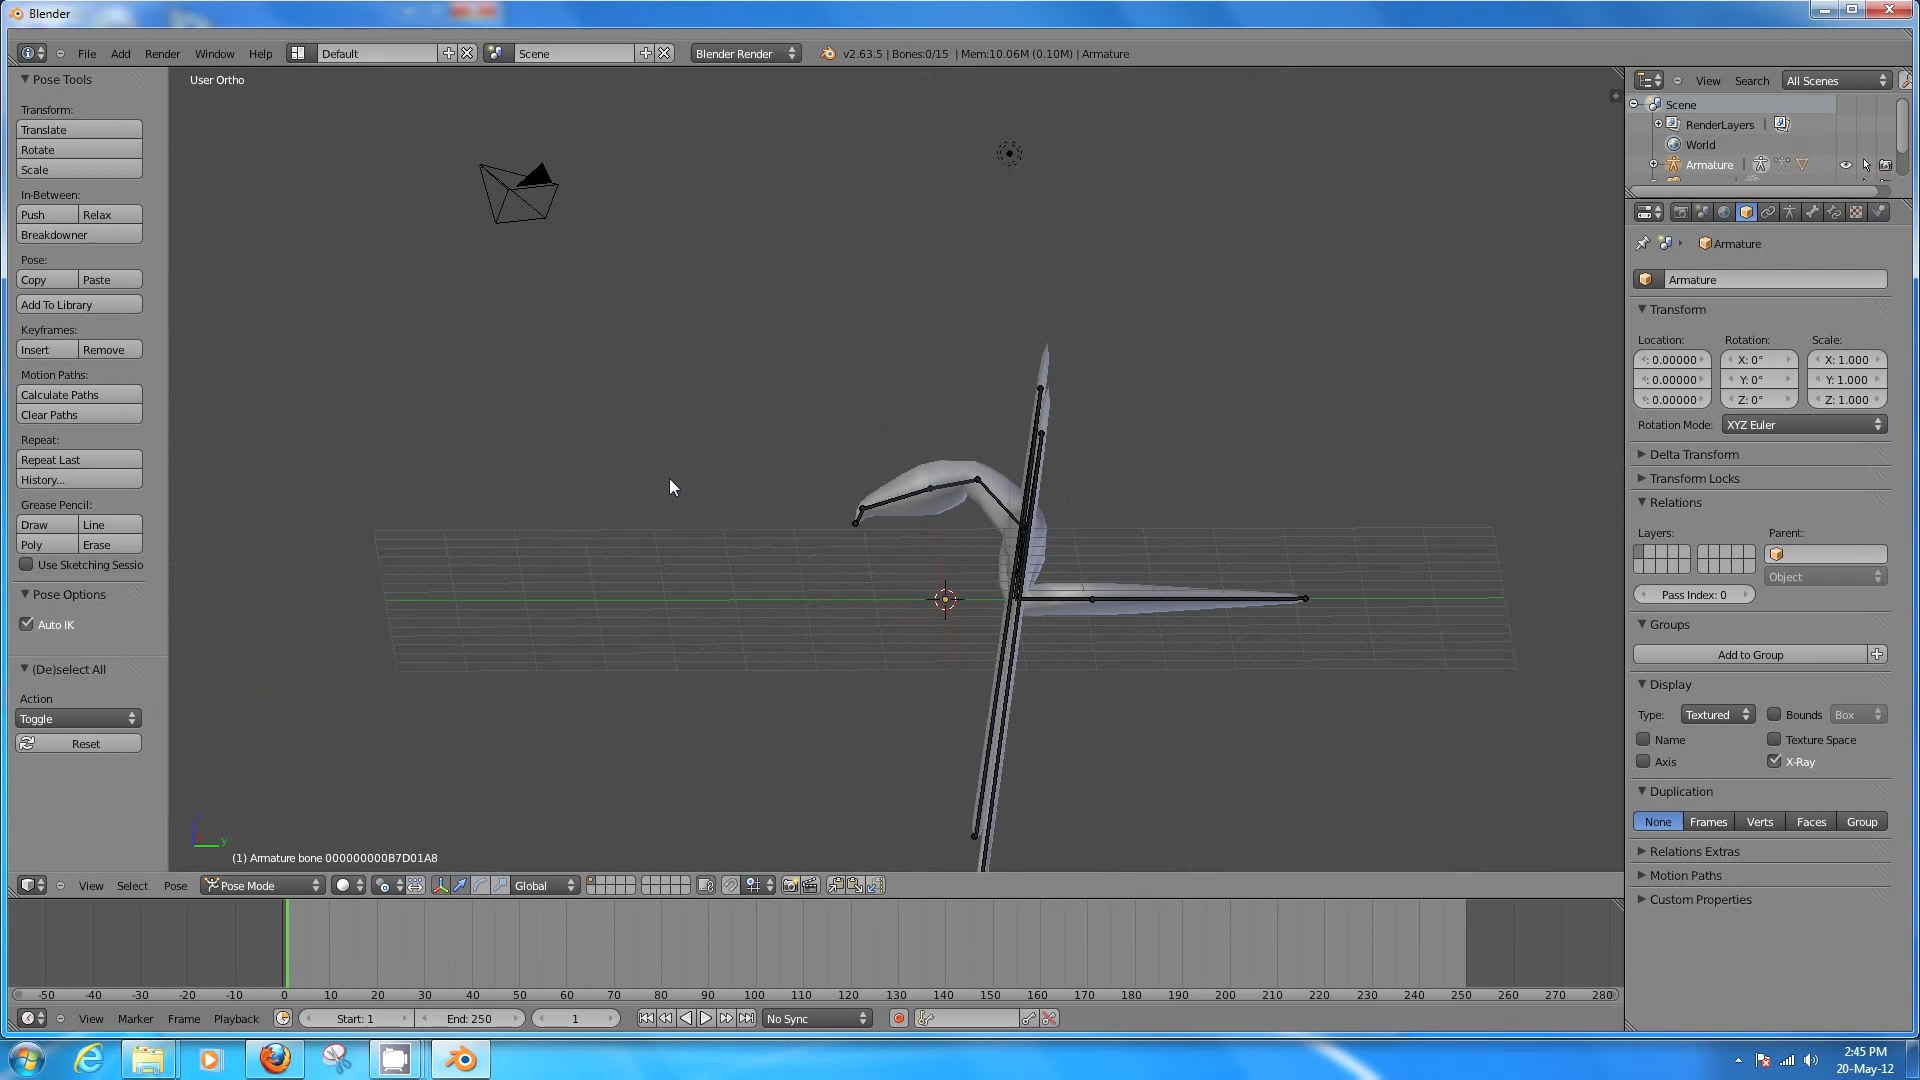 Blender
File Add Render Window Help Default Scene Blender Render v2.63.5 | Bones:0/15 | Mem:10.06M (0.10M) | Armature
Pose Tools
Transform:
Translate
Rotate
Scale
In-Between:
Push Relax
Breakdowner
Pose:
Copy Paste
Add To Library
Keyframes:
Insert Remove
Motion Paths:
Calculate Paths
Clear Paths
Repeat:
Repeat Last
History...
Grease Pencil:
Draw Line
Poly Erase
Use Sketching Sessio
Pose Options
Auto IK
(De)select All
Action
Toggle
Reset
User Ortho
y
(1) Armature bone 000000000B7D01A8
View Select Pose Pose Mode Global
View Search All Scenes
Scene
RenderLayers
World
Armature
Armature
Armature
Transform
Location: Rotation: Scale:
: 0.00000 X: 0° X: 1.000
: 0.00000 Y: 0° Y: 1.000
: 0.00000 Z: 0° Z: 1.000
Rotation Mode: XYZ Euler
Delta Transform
Transform Locks
Relations
Layers: Parent:
Object
Pass Index: 0
Groups
Add to Group
Display
Type: Textured Bounds Box
Name Texture Space
Axis X-Ray
Duplication
None Frames Verts Faces Group
Relations Extras
Motion Paths
Custom Properties
-50 -40 -30 -20 -10 0 10 20 30 40 50 60 70 80 90 100 110 120 130 140 150 160 170 180 190 200 210 220 230 240 250 260 270 280
View Marker Frame Playback Start: 1 End: 250 1 No Sync
2:45 PM
20-May-12